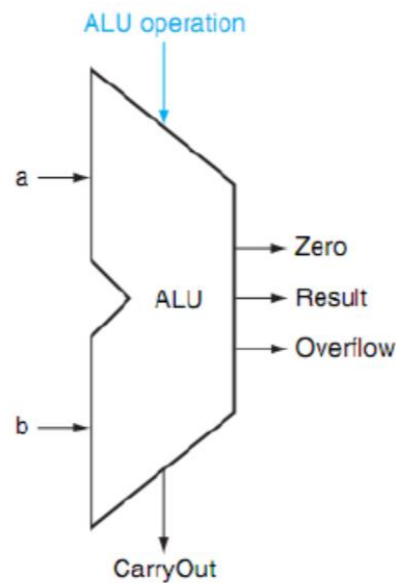 ALU operation
a
Zero
ALU
Result
Overflow
b
CarryOut